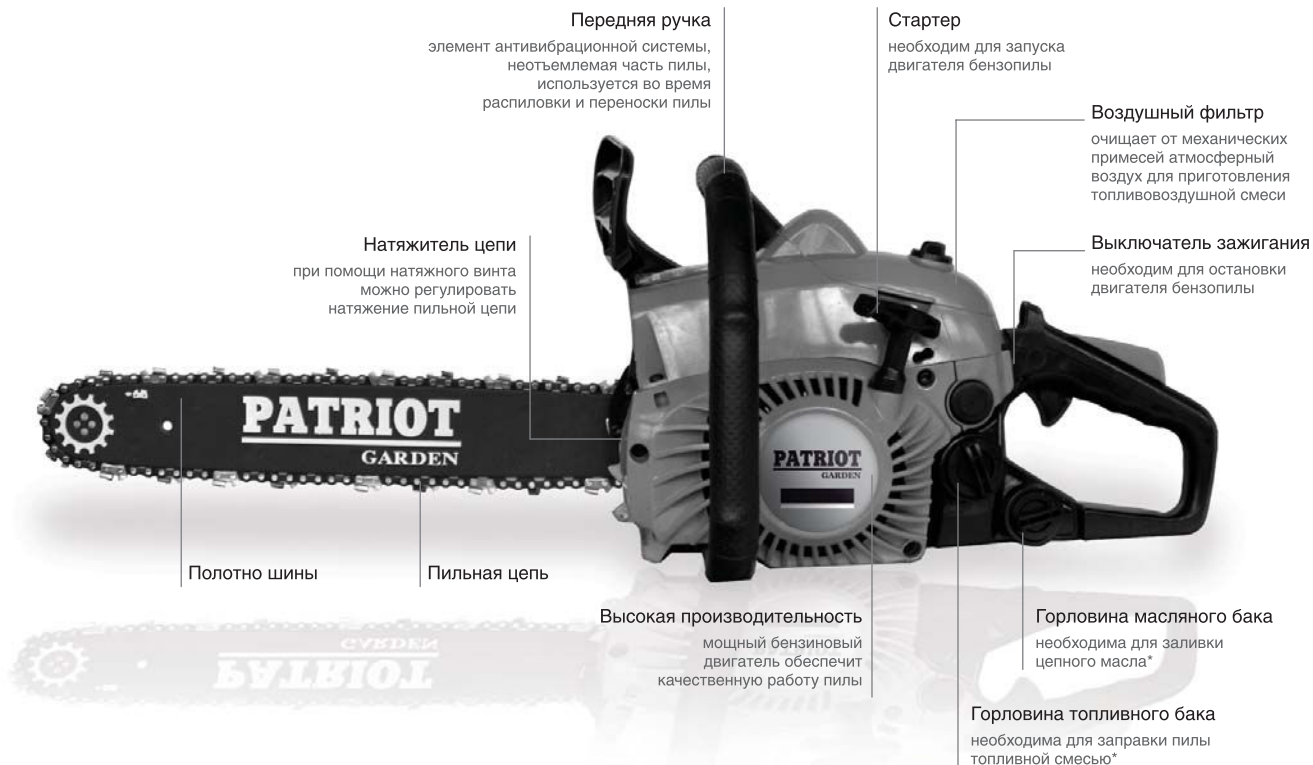 Передняя ручка
элемент антивибрационной системы,
неотъемлемая часть пилы,
используется во время
распиловки и переноски пилы
Стартер
необходим для запуска
двигателя бензопилы
Воздушный фильтр
очищает от механических
примесей атмосферный
воздух для приготовления
топливовоздушной смеси
Натяжитель цепи
при помощи натяжного винта
можно регулировать
натяжение пильной цепи
Выключатель зажигания
необходим для остановки
двигателя бензопилы
PATRIOT
GARDEN
PATRIOT
GARDEN
Полотно шины
Пильная цепь
Высокая производительность
мощный бензиновый
двигатель обеспечит
качественную работу пилы
Горловина масляного бака
необходима для заливки
цепного масла*
Горловина топливного бака
необходима для заправки пилы
топливной смесью*